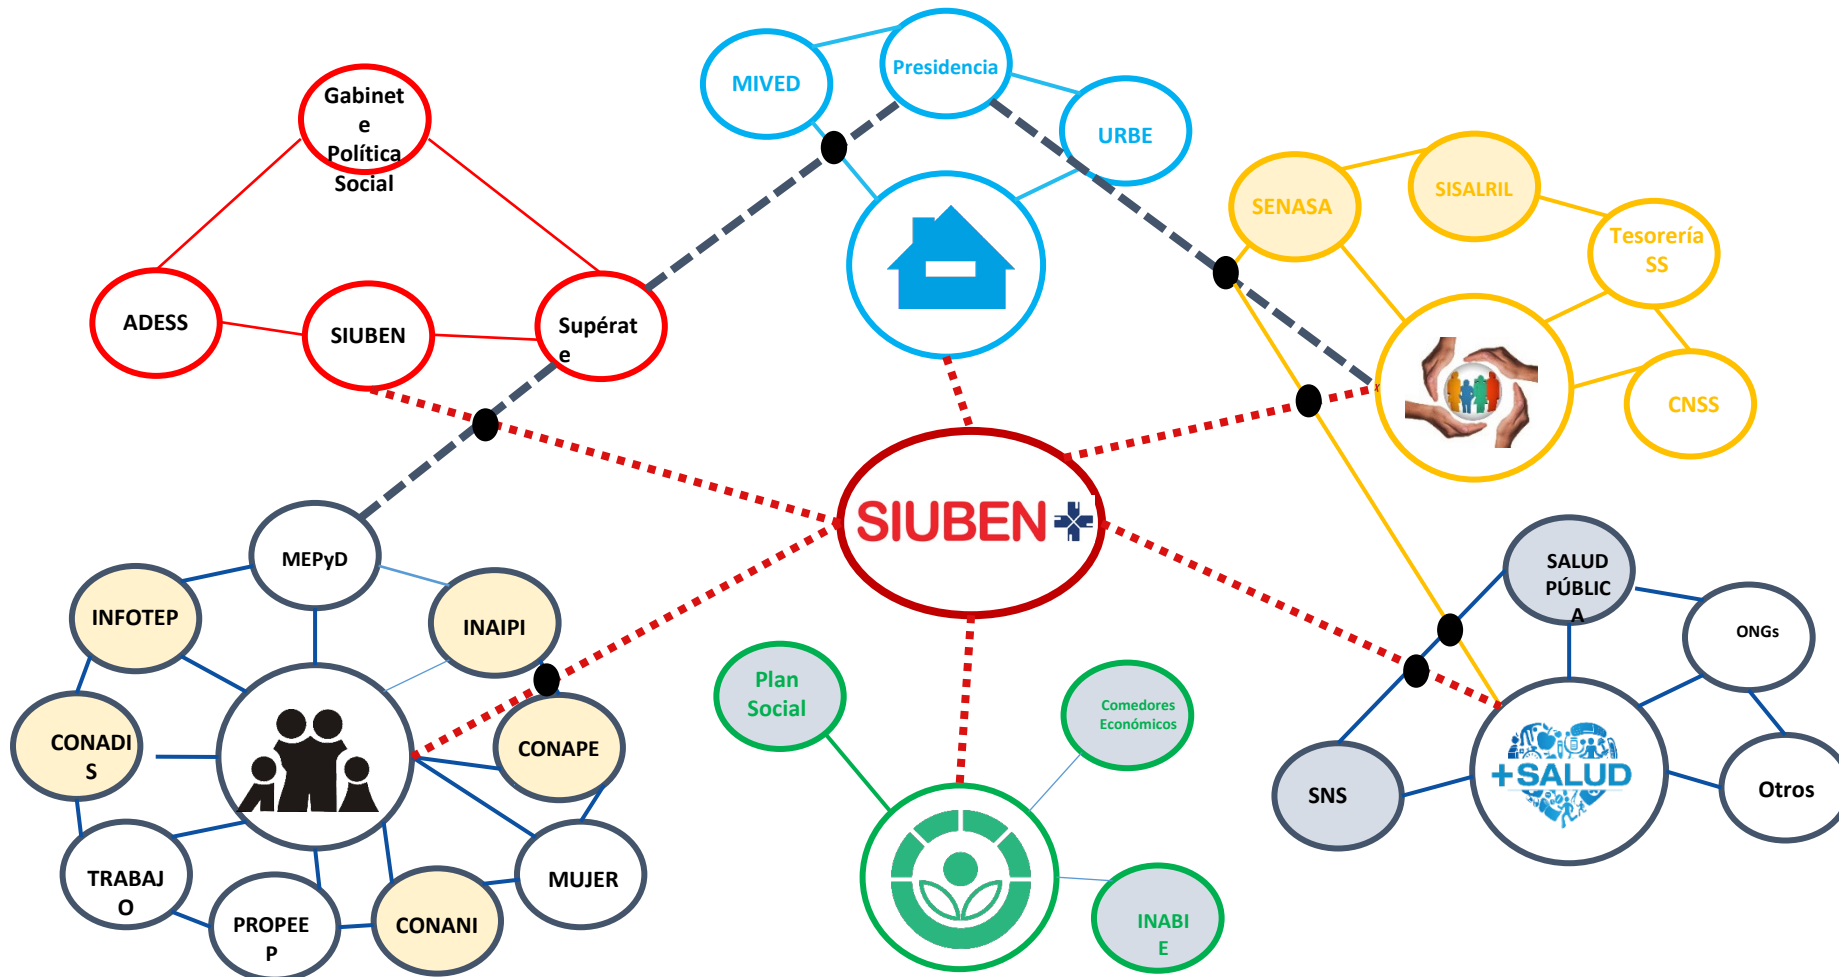 Gabinet
e
Política
Social
ADESS
SIUBEN
Supérat
e
MIVED
Presidencia
URBE
SENASA
SISALRIL
Tesorería
SS
CNSS
SIUBEN
MEPyD
INFOTEP
INAIPI
CONADI
S
CONAPE
TRABAJ
O
PROPEE
P
CONANI
MUJER
Plan
Social
Comedores
Económicos
INABI
E
SALUD
PÚBLIC
A
ONGs
SNS
+SALUD
Otros